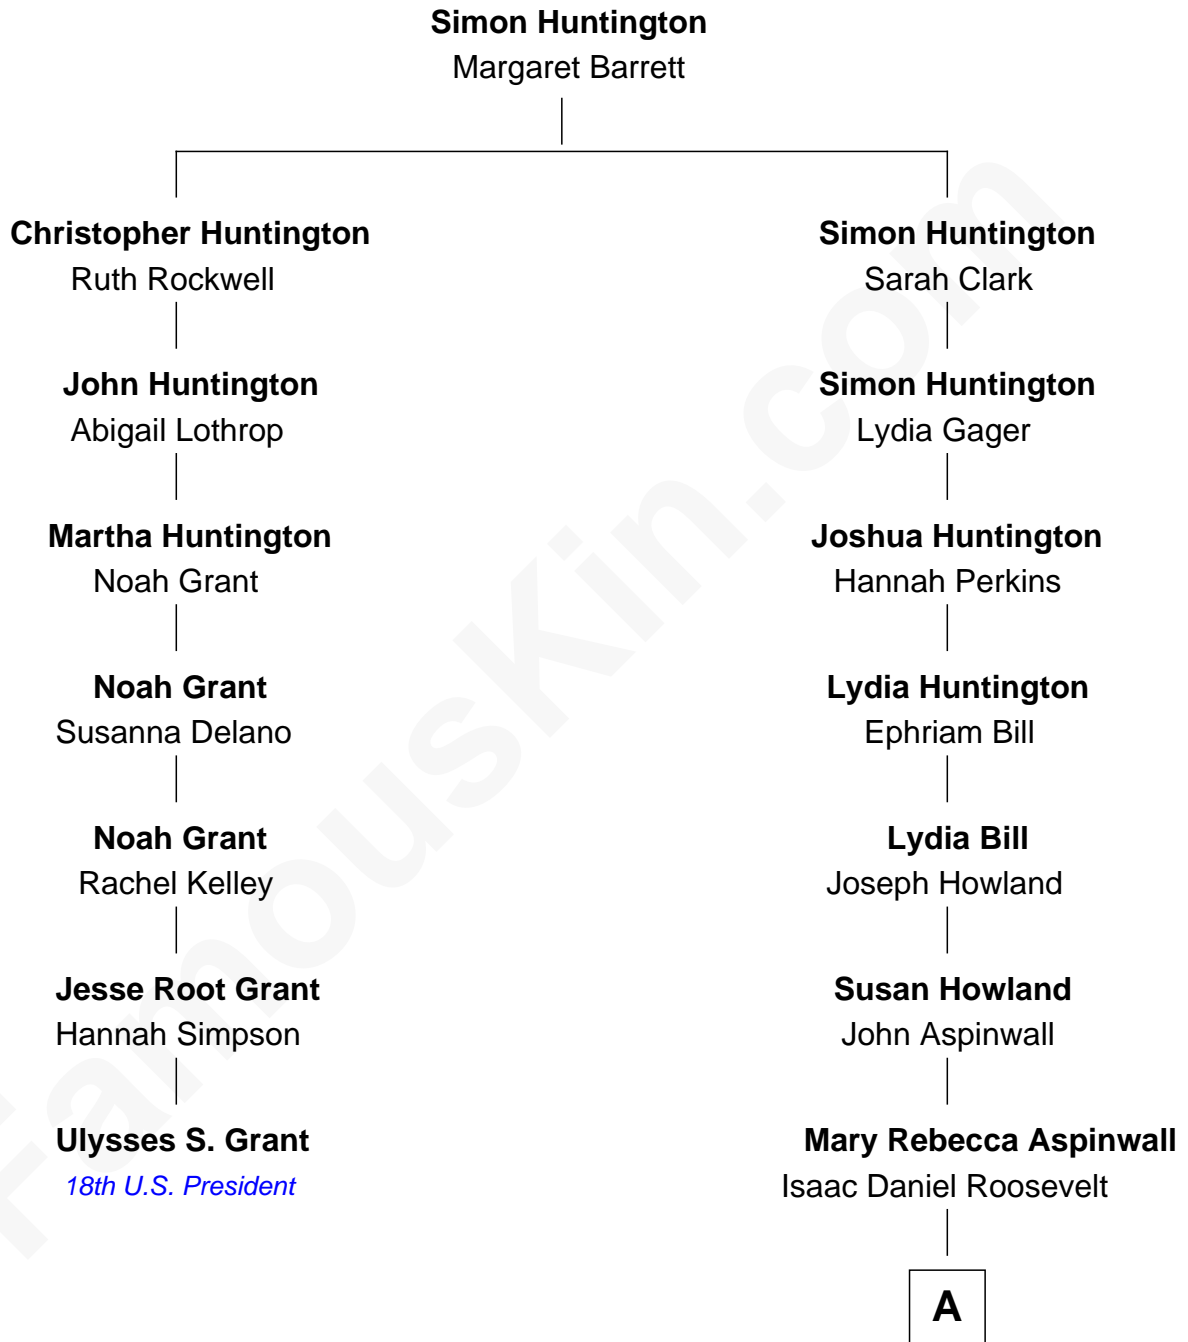 Simon Huntington
Margaret Barrett
Christopher Huntington
Ruth Rockwell
Simon Huntington
Sarah Clark
John Huntington
Abigail Lothrop
Simon Huntington
Lydia Gager
Martha Huntington
Noah Grant
Joshua Huntington
Hannah Perkins
Noah Grant
Susanna Delano
Lydia Huntington
Ephriam Bill
Noah Grant
Rachel Kelley
Lydia Bill
Joseph Howland
Jesse Root Grant
Hannah Simpson
Susan Howland
John Aspinwall
Ulysses S. Grant
18th U.S. President
Mary Rebecca Aspinwall
Isaac Daniel Roosevelt
A
FamousKin.com